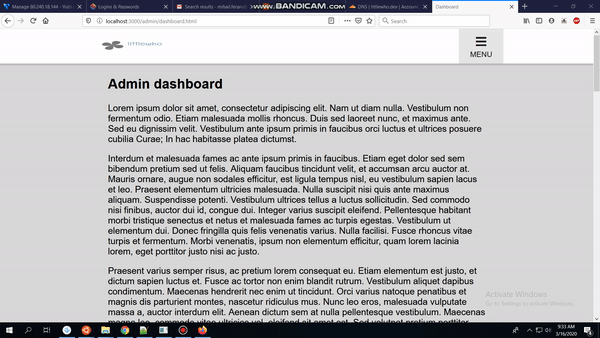 Manage 80.240.18.144 - Vultr
Logins & Passwords
DNS | littlewho.dev | Account
Dashboard
www.BANDICAM.com
localhost:3000/admin/dashboard.html
Search
littlewho
MENU
Admin dashboard
Lorem ipsum dolor sit amet, consectetur adipiscing elit. Nam ut diam nulla. Vestibulum non
fermentum odio. Etiam malesuada mollis rhoncus. Duis sed laoreet nunc, et maximus ante.
Sed eu dignissim velit. Vestibulum ante ipsum primis in faucibus orci luctus et ultrices posuere
cubilia Curae; In hac habitasse platea dictumst.
Interdum et malesuada fames ac ante ipsum primis in faucibus. Etiam eget dolor sed sem
bibendum pretium sed ut felis. Aliquam faucibus tincidunt velit, et accumsan arcu auctor at.
Mauris ornare, augue non sodales efficitur, est ligula tempus nisl, eu vestibulum sapien lacus
et leo. Praesent elementum ultricies malesuada. Nulla suscipit nisi quis ante maximus
aliquam. Suspendisse potenti. Vestibulum ultrices tellus a luctus sollicitudin. Sed commodo
nisi finibus, auctor dui id, congue dui. Integer varius suscipit eleifend. Pellentesque habitant
morbi tristique senectus et netus et malesuada fames ac turpis egestas. Vestibulum ut
elementum dui. Donec fringilla quis felis venenatis varius. Nulla facilisi. Fusce rhoncus vitae
turpis et fermentum. Morbi venenatis, ipsum non elementum efficitur, quam lorem lacinia
lorem, eget porttitor justo nisi ac justo.
Praesent varius semper risus, ac pretium lorem consequat eu. Etiam elementum est justo, et
dictum sapien luctus et. Fusce ac tortor non enim blandit rutrum. Vestibulum aliquet dapibus
condimentum. Maecenas hendrerit nec enim ut tincidunt. Orci varius natoque penatibus et
magnis dis parturient montes, nascetur ridiculus mus. Nunc leo eros, malesuada vulputate
massa a, auctor interdum elit. Aenean dictum sem at nulla pellentesque vestibulum. Maecenas
Activate Windows
Go to Settings to activate Windows.
9:33 AM
3/16/2020